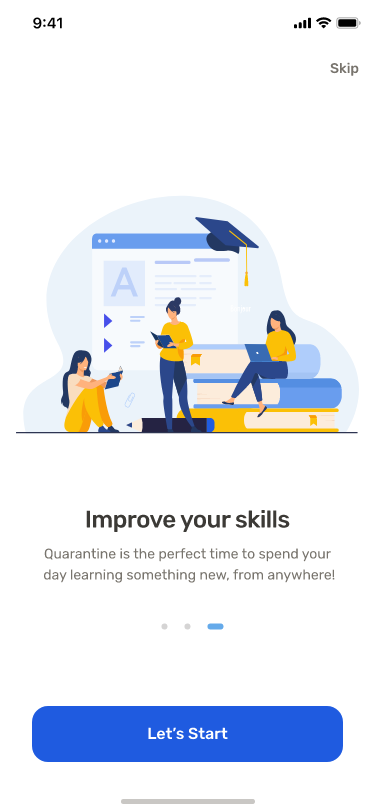 9:41
Skip
A
Improve your skills
Quarantine is the perfect time to spend your
day learning something new, from anywhere!
Let's Start